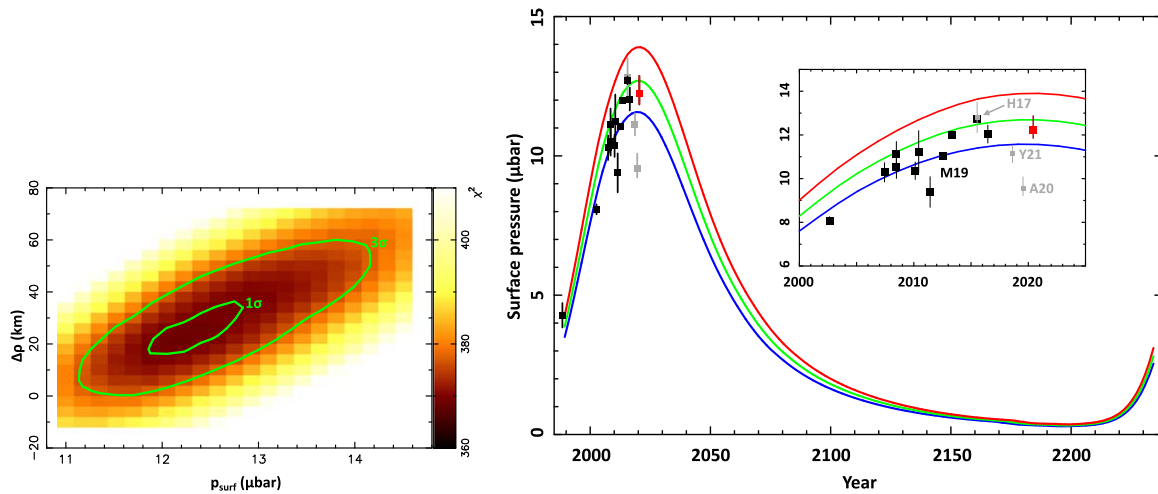 80
60
40
20
0
−20
Δρ (km)
11
12
13
14
p_surf (μbar)
3σ
1σ
χ²
400
380
360
15
10
5
0
Surface pressure (μbar)
2000
2050
2100
2150
2200
Year
14
12
10
8
6
2000
2010
2020
H17
M19
Y21
A20